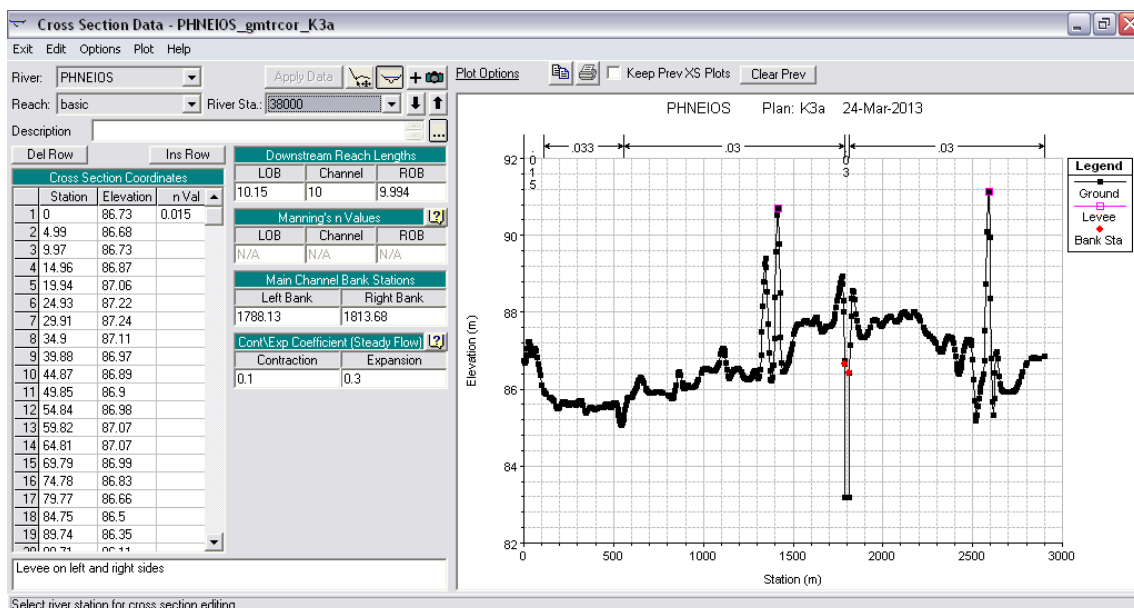 Cross Section Data - PHNEIOS_gmtrcor_K3a
Exit Edit Options Plot Help
River: PHNEIOS Apply Data
Reach: basic River Sta.: 38000
Description ...
Del Row Ins Row
Cross Section Coordinates
Station Elevation n Val
1 0 86.73 0.015
2 4.99 86.68
3 9.97 86.73
4 14.96 86.87
5 19.94 87.06
6 24.93 87.22
7 29.91 87.24
8 34.9 87.11
9 39.88 86.97
10 44.87 86.89
11 49.85 86.9
12 54.84 86.98
13 59.82 87.07
14 64.81 87.07
15 69.79 86.99
16 74.78 86.83
17 79.77 86.66
18 84.75 86.5
19 89.74 86.35
Downstream Reach Lengths
LOB Channel ROB
10.15 10 9.994
Manning's n Values
LOB Channel ROB
N/A N/A N/A
Main Channel Bank Stations
Left Bank Right Bank
1788.13 1813.68
Cont\Exp Coefficient (Steady Flow)
Contraction Expansion
0.1 0.3
Levee on left and right sides
Select river station for cross section editing
Plot Options Keep Prev XS Plots Clear Prev
PHNEIOS Plan: K3a 24-Mar-2013
.015 .033 .03 .03
92
90
88
86
84
82
0 500 1000 1500 2000 2500 3000
Station (m)
Elevation (m)
Legend
Ground
Levee
Bank Sta